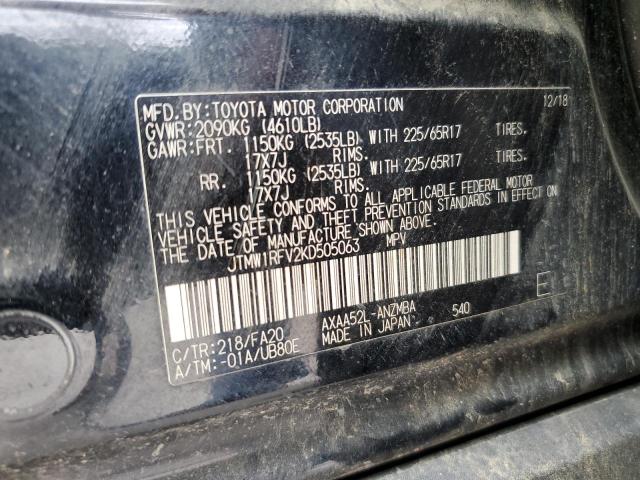 MFD.BY:TOYOTA MOTOR CORPORATION 12/18
GVWR:2090KG (4610LB)
GAWR:FRT. 1150KG (2535LB) WITH 225/65R17 TIRES.
17X7J RIMS.
RR. 1150KG (2535LB) WITH 225/65R17 TIRES.
17X7J RIMS.
THIS VEHICLE CONFORMS TO ALL APPLICABLE FEDERAL MOTOR
VEHICLE SAFETY AND THEFT PREVENTION STANDARDS IN EFFECT ON
THE DATE OF MANUFACTURE SHOWN ABOVE.
JTMW1RFV2KD505063 MPV
C/TR:218/FA20 AXAA52L-ANZMBA 540 E
A/TM:-01A/UB80E MADE IN JAPAN